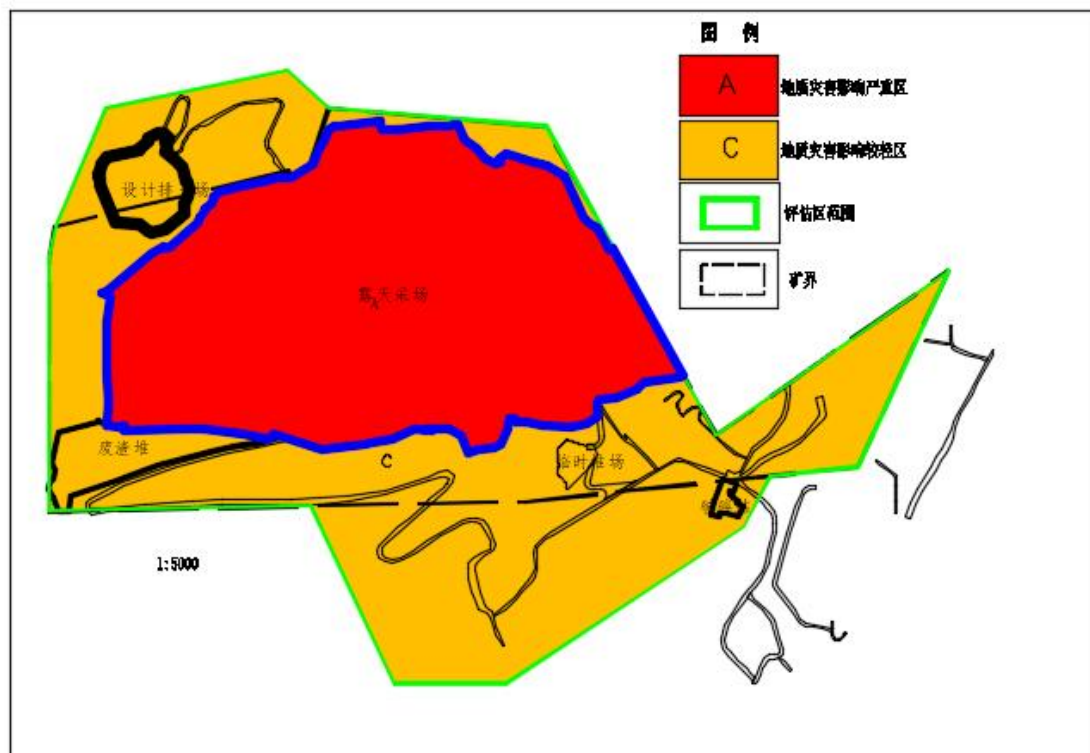 图 例
A
地质灾害影响严重区
C
地质灾害影响较轻区
评估区范围
矿界
设计排土场
露天采场
A
废渣堆
C
临时堆场
1:5000